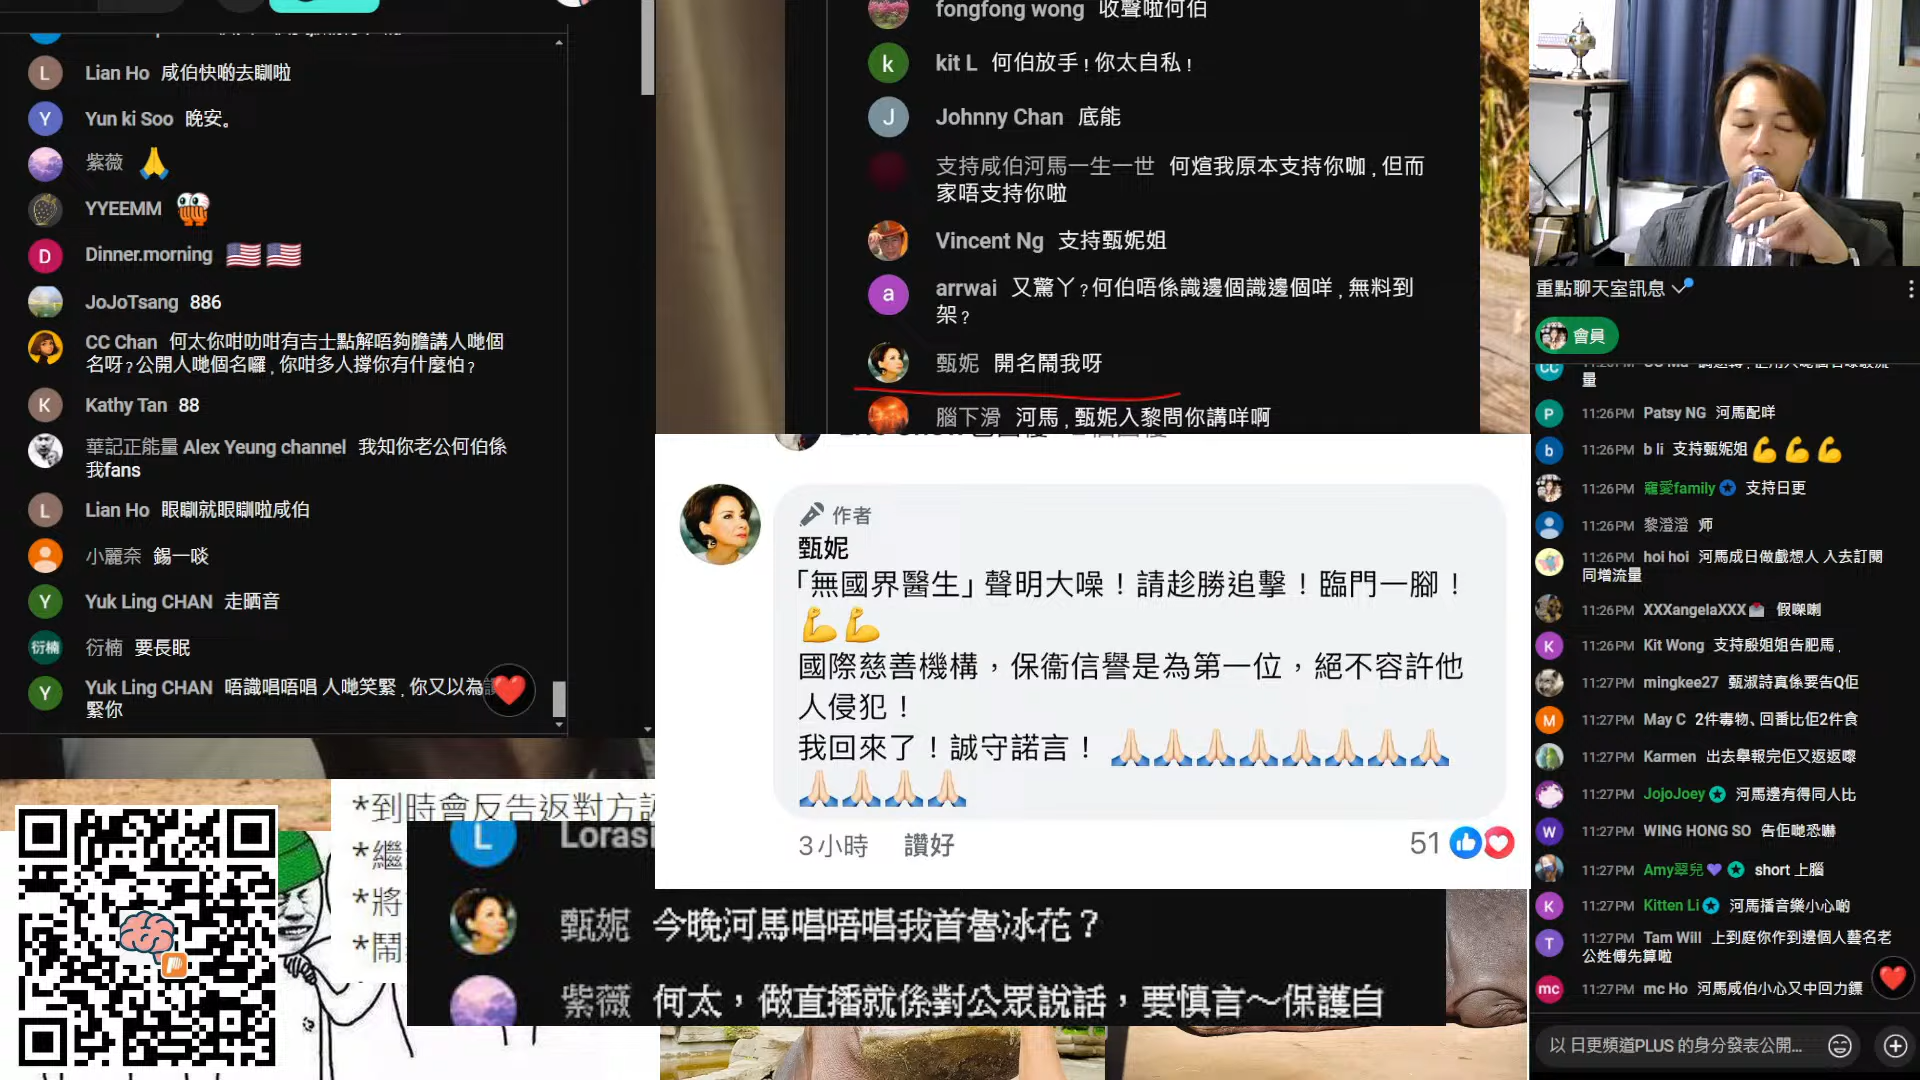 Lian Ho 咸伯快啲去瞓啦
Yun ki Soo 晚安。
紫薇 🙏
YYEEMM
Dinner.morning 🇺🇸🇺🇸
JoJoTsang 886
CC Chan 何太你咁叻咁有吉士點解唔夠膽講人哋個
名呀?公開人哋個名囉,你咁多人撐你有什麼怕?
Kathy Tan 88
華記正能量 Alex Yeung channel 我知你老公何伯係
我fans
Lian Ho 眼瞓就眼瞓啦咸伯
小麗奈 錫一啖
Yuk Ling CHAN 走晒音
衍楠 要長眠
Yuk Ling CHAN 唔識唱唔唱 人哋笑緊,你又以為
緊你
fongfong wong 收聲啦何伯
kit L 何伯放手!你太自私!
Johnny Chan 底能
支持咸伯河馬一生一世 何煊我原本支持你咖,但而
家唔支持你啦
Vincent Ng 支持甄妮姐
arrwai 又驚丫?何伯唔係識邊個識邊個咩,無料到
架?
甄妮 開名鬧我呀
腦下滑 河馬,甄妮入黎問你講咩啊
作者
甄妮
「無國界醫生」聲明大噪!請趁勝追擊!臨門一腳!
💪💪
國際慈善機構,保衞信譽是為第一位,絕不容許他
人侵犯!
我回來了!誠守諾言! 🙏🏻🙏🏻🙏🏻🙏🏻🙏🏻🙏🏻🙏🏻🙏🏻
🙏🏻🙏🏻🙏🏻🙏🏻
3小時 讚好 51
*到時會反告返對方
*繼
*將
*鬧
L Lorasi
甄妮 今晚河馬唱唔唱我首魯冰花?
紫薇 何太,做直播就係對公眾說話,要慎言~保護自
重點聊天室訊息
會員
量
11:26PM Patsy NG 河馬配咩
11:26PM b li 支持甄妮姐💪💪💪
11:26PM 寵愛family 支持日更
11:26PM 黎澄澄 师
11:26PM hoi hoi 河馬成日做戲想人 入去訂閱
同增流量
11:26PM XXXangelaXXX 假㗎喇
11:26PM Kit Wong 支持殷姐姐告肥馬.
11:27PM mingkee27 甄淑詩真係要告Q佢
11:27PM May C 2件毒物、回番比佢2件食
11:27PM Karmen 出去舉報完佢又返返嚟
11:27PM JojoJoey 河馬邊有得同人比
11:27PM WING HONG SO 告佢哋恐嚇
11:27PM Amy翠兒💜 short 上腦
11:27PM Kitten Li 河馬播音樂小心啲
11:27PM Tam Will 上到庭你作到邊個人藝名老
公姓傅先算啦
11:27PM mc Ho 河馬咸伯小心又中回力鏢
以 日更頻道PLUS 的身分發表公開...